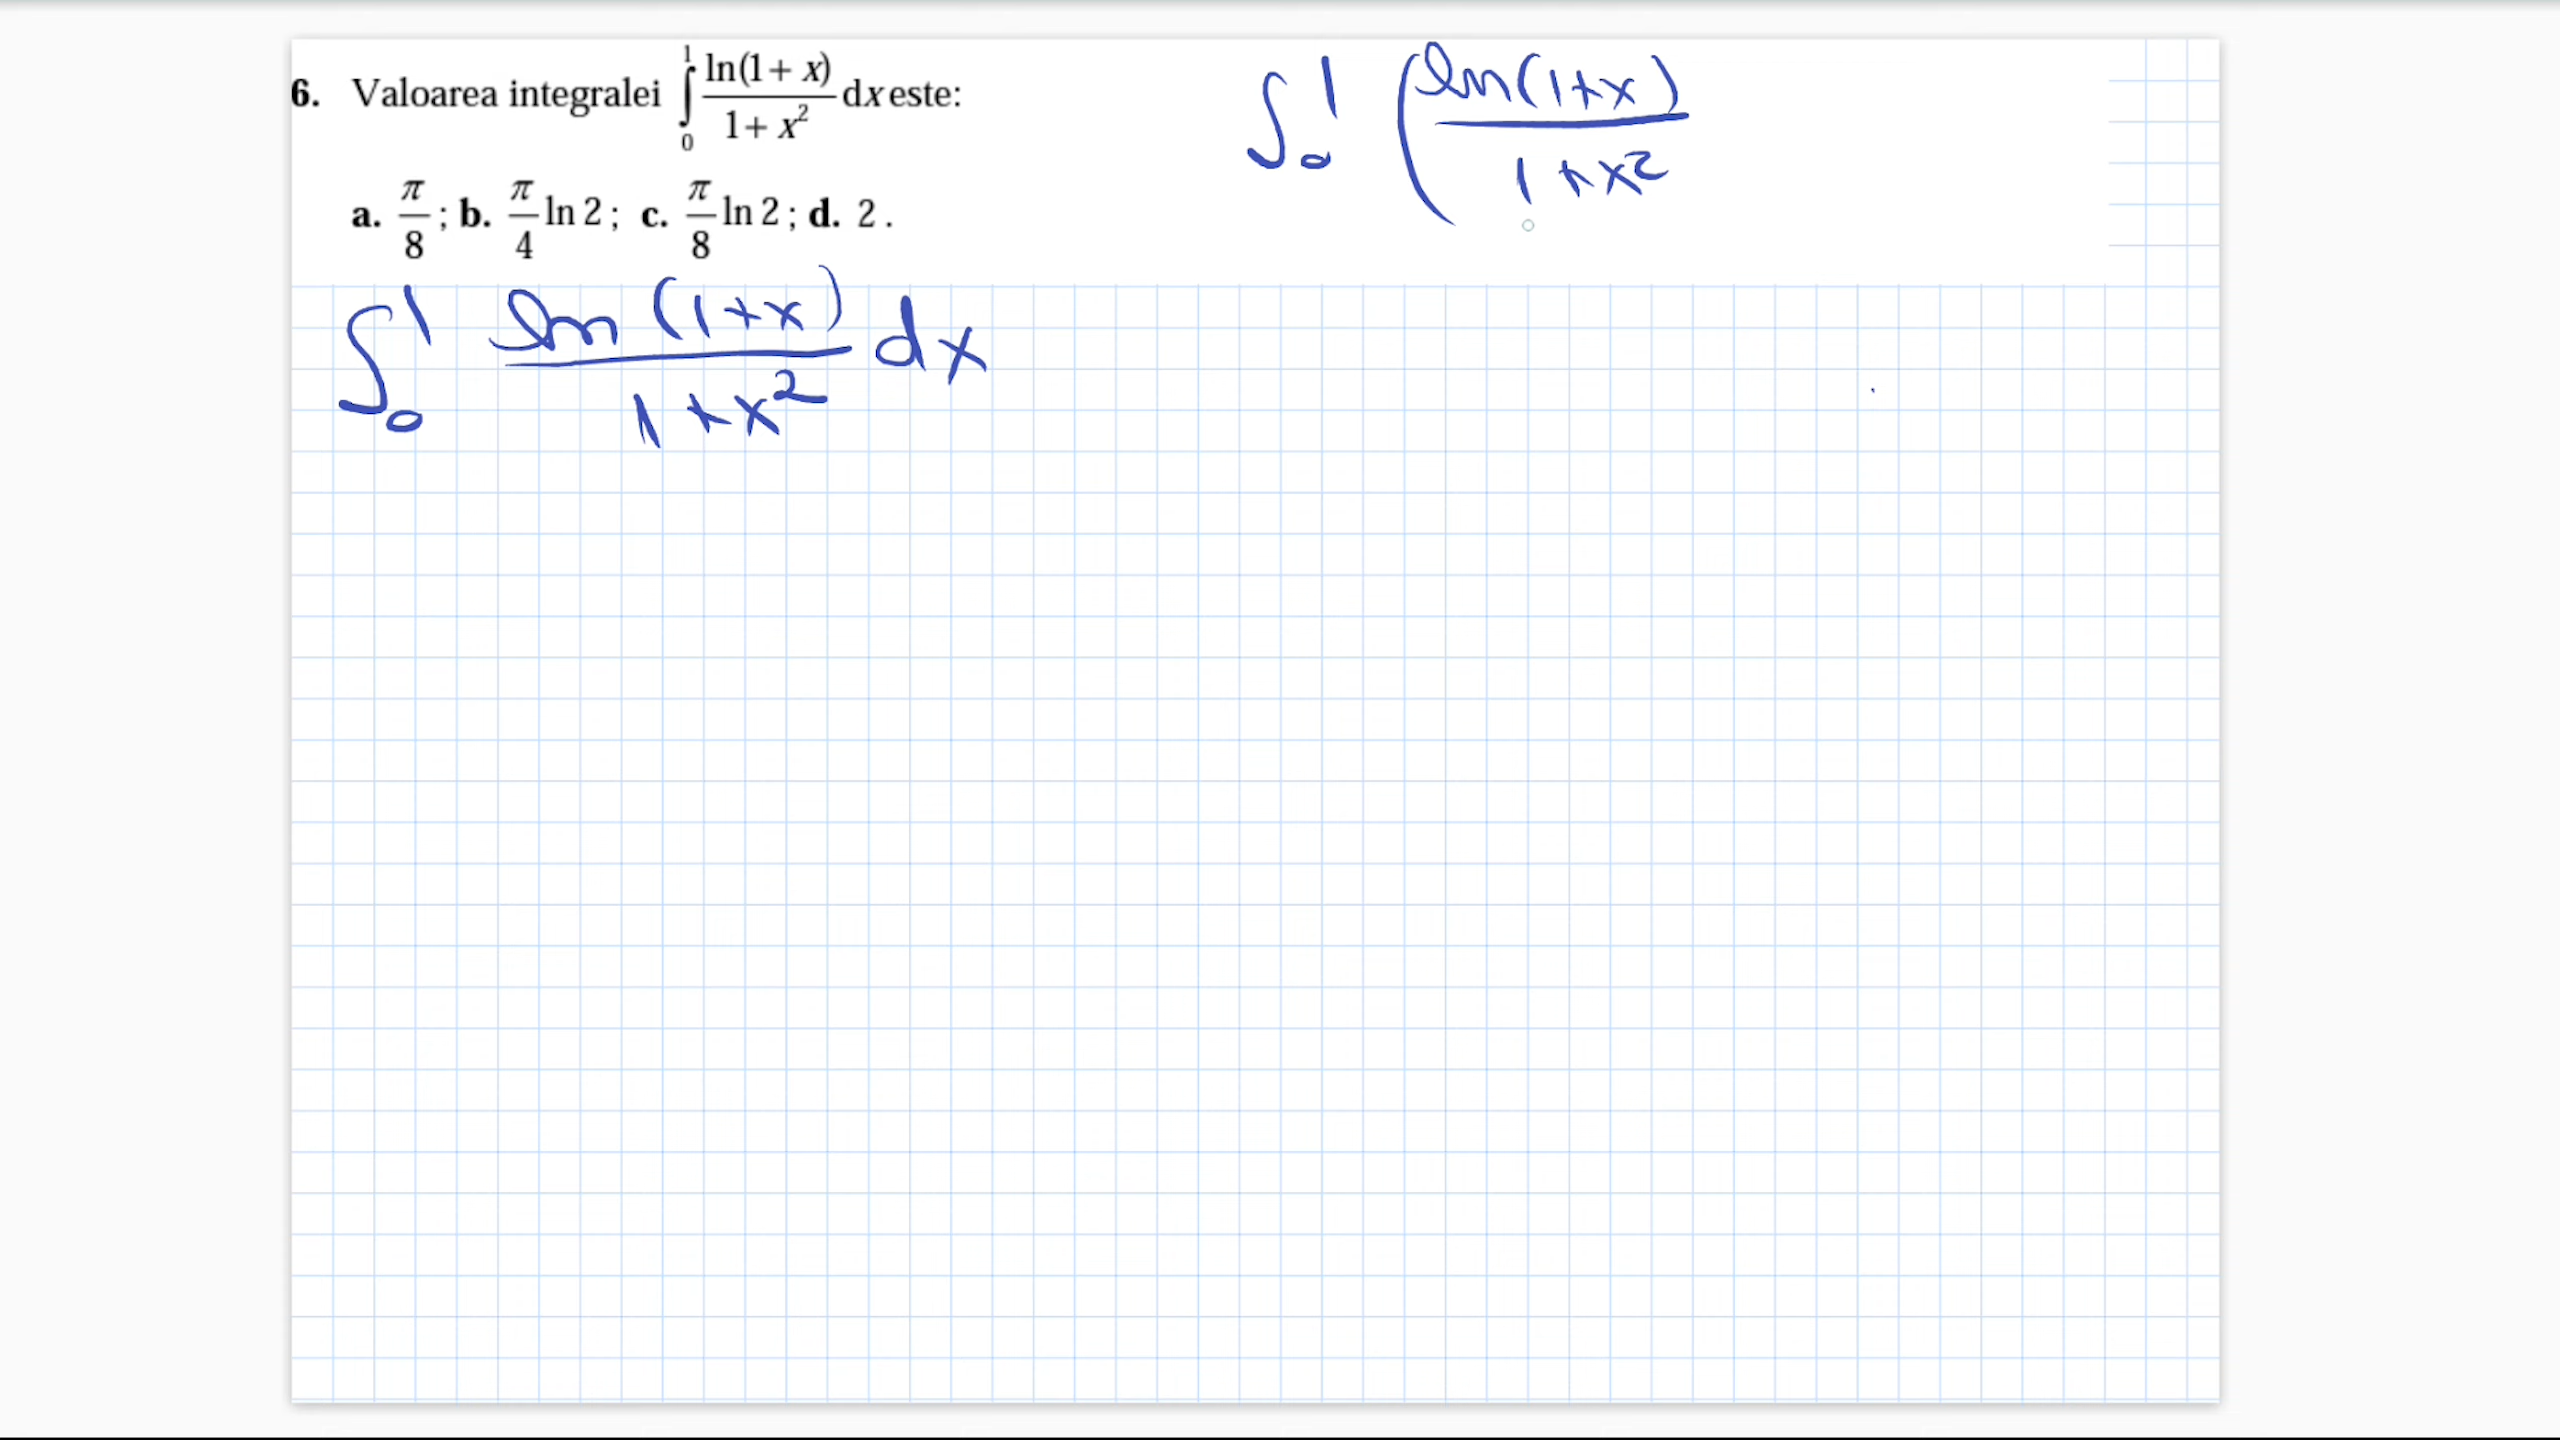 6. Valoarea integralei ∫₀¹ ln(1+ x)/(1+ x²) dx este:
a. π/8 ; b. π/4 ln 2 ; c. π/8 ln 2 ; d. 2 .
∫₀¹ ( ln(1+x)/(1+x²)
∫₀¹ ln (1+x)/(1+x²) dx